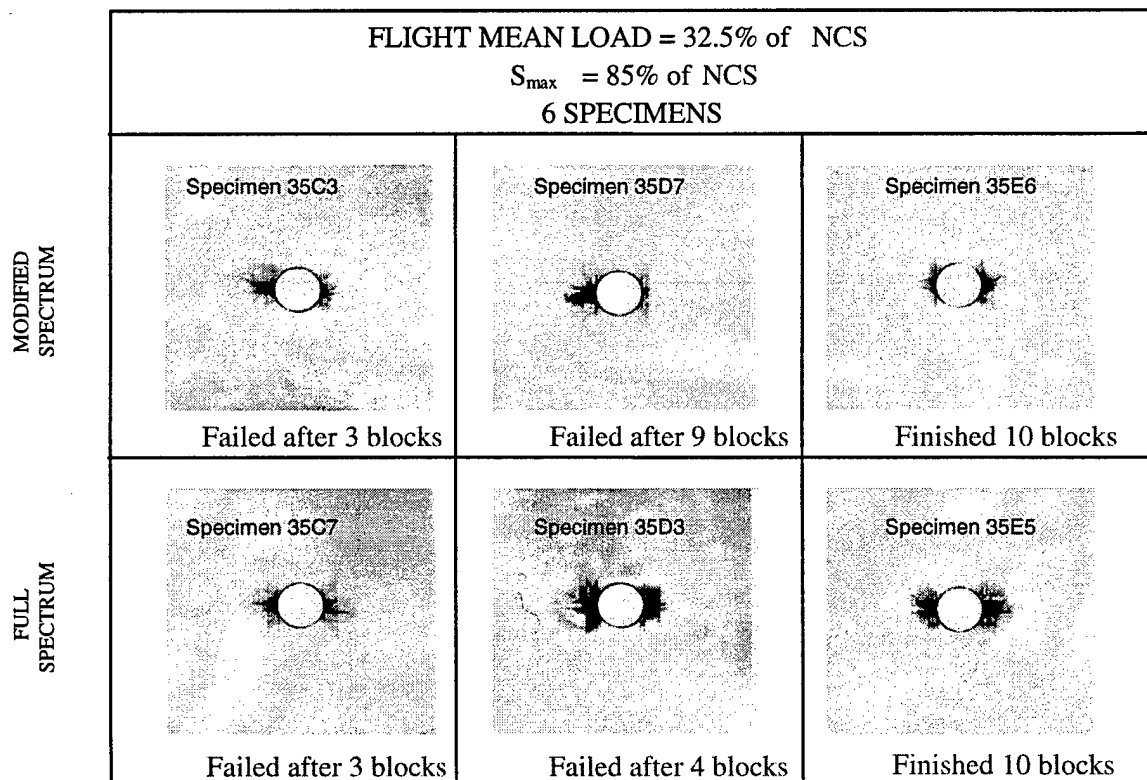 FLIGHT MEAN LOAD = 32.5% of NCS
Smax = 85% of NCS
6 SPECIMENS
MODIFIED
SPECTRUM
Specimen 35C3
Failed after 3 blocks
Specimen 35D7
Failed after 9 blocks
Specimen 35E6
Finished 10 blocks
FULL
SPECTRUM
Specimen 35C7
Failed after 3 blocks
Specimen 35D3
Failed after 4 blocks
Specimen 35E5
Finished 10 blocks